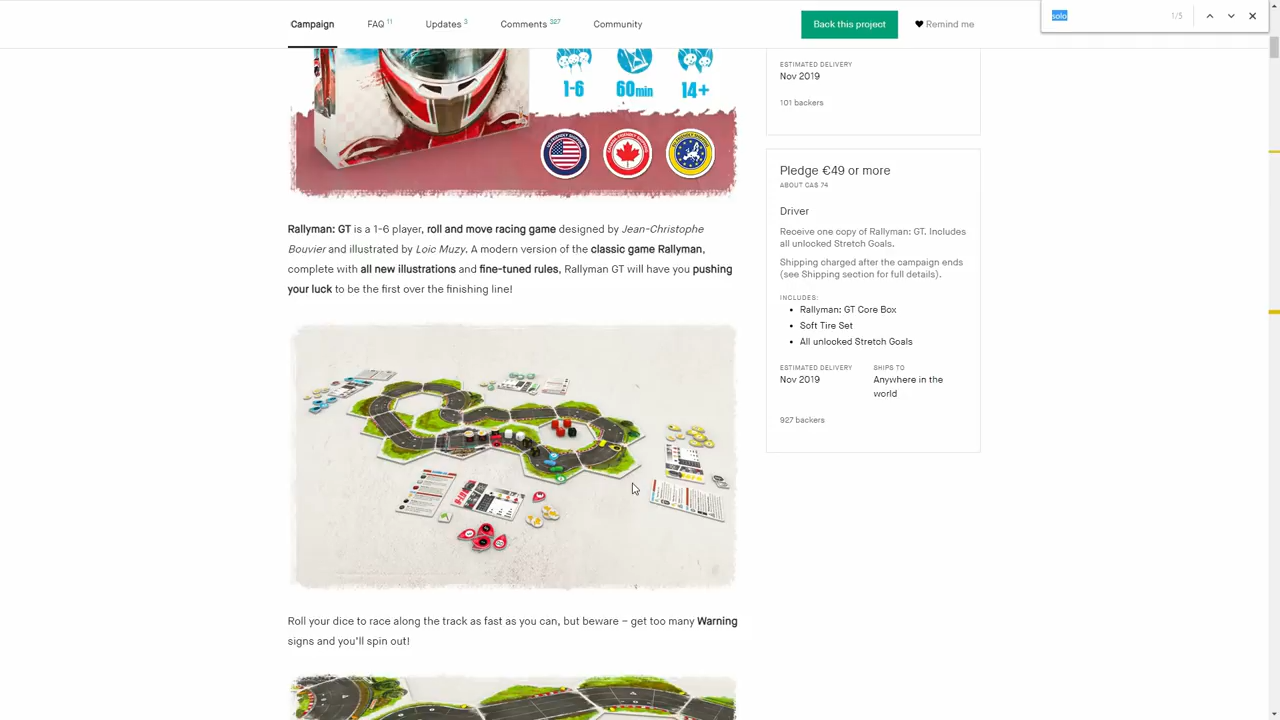 Campaign
FAQ 11
Updates 3
Comments 327
Community
Back this project
Remind me
solo
1/5
1-6
60min
14+
ESTIMATED DELIVERY
Nov 2019
101 backers
Pledge €49 or more
ABOUT CA$ 74
Driver
Receive one copy of Rallyman: GT. Includes
all unlocked Stretch Goals.
Shipping charged after the campaign ends
(see Shipping section for full details).
INCLUDES:
Rallyman: GT Core Box
Soft Tire Set
All unlocked Stretch Goals
ESTIMATED DELIVERY
Nov 2019
SHIPS TO
Anywhere in the
world
927 backers
Rallyman: GT is a 1-6 player, roll and move racing game designed by Jean-Christophe
Bouvier and illustrated by Loic Muzy. A modern version of the classic game Rallyman,
complete with all new illustrations and fine-tuned rules, Rallyman GT will have you pushing
your luck to be the first over the finishing line!
Roll your dice to race along the track as fast as you can, but beware – get too many Warning
signs and you'll spin out!